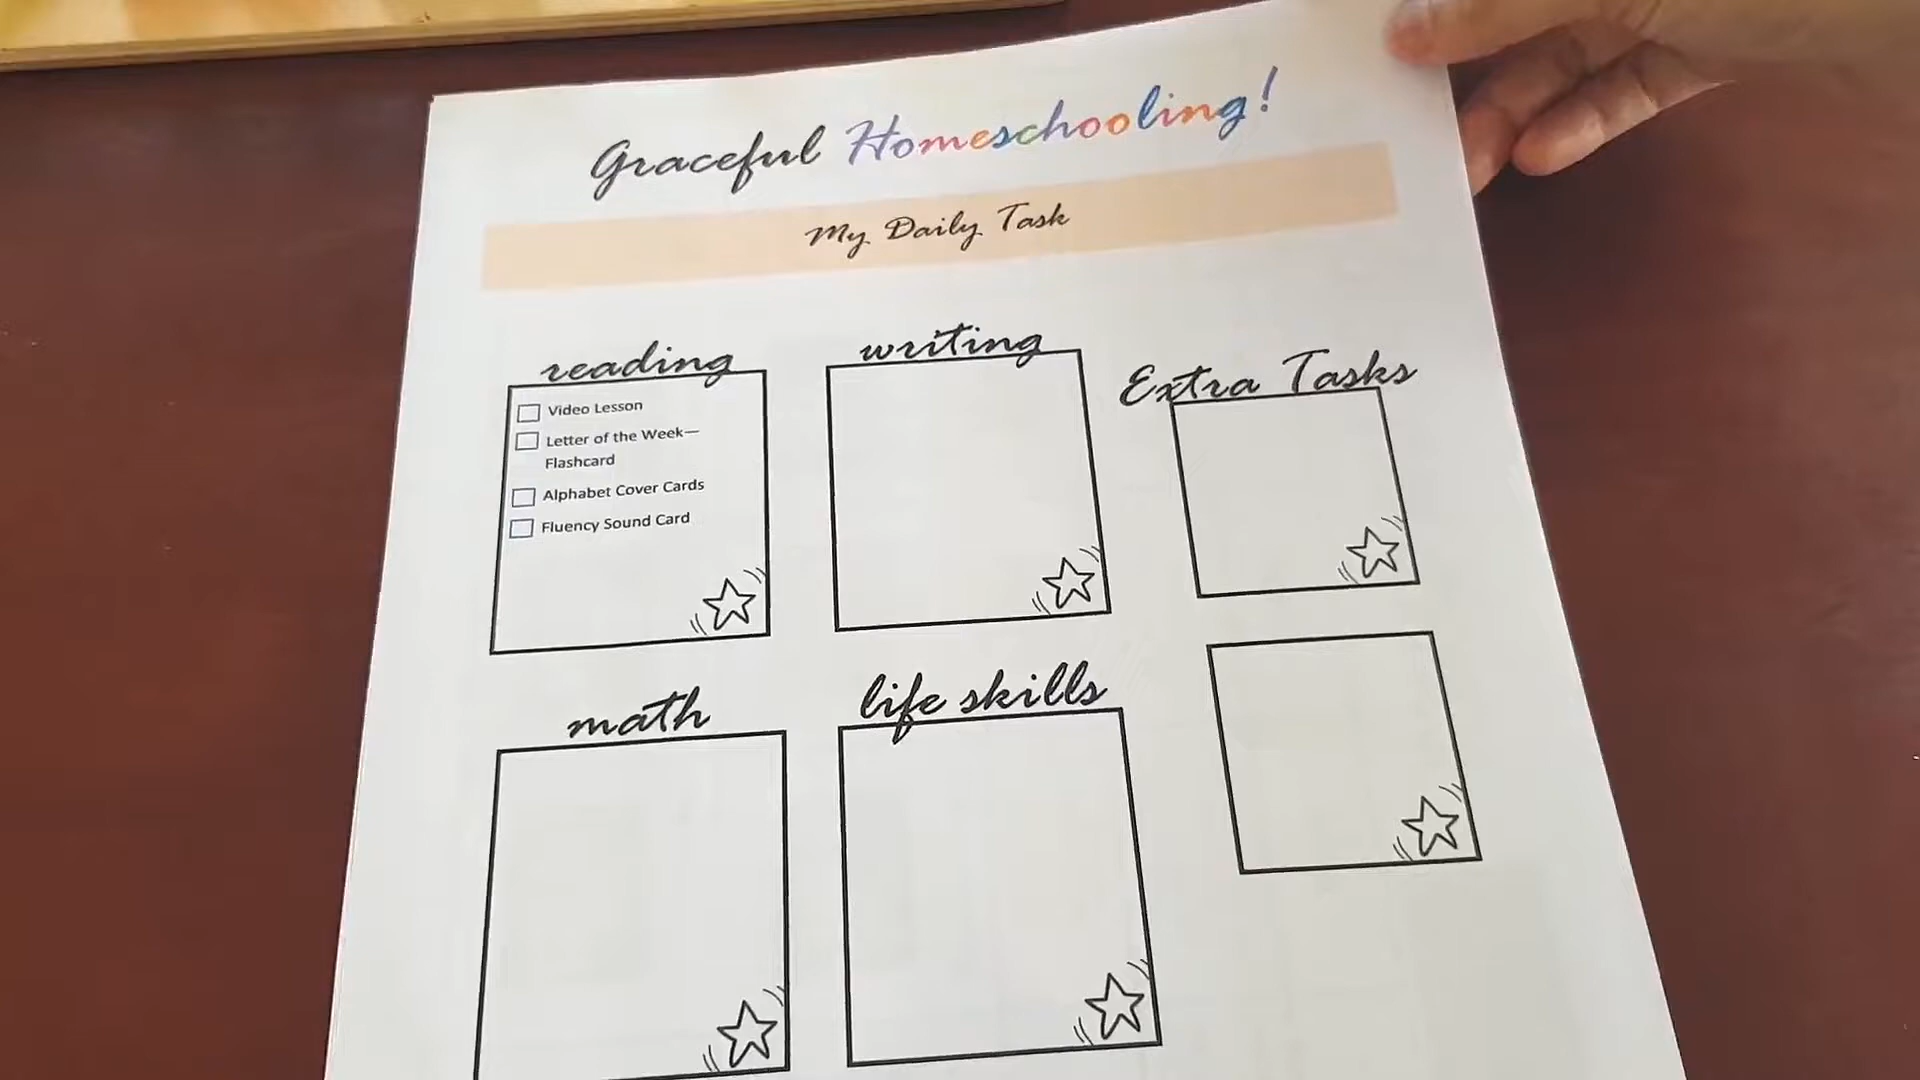 Graceful Homeschooling!
My Daily Task
reading
Video Lesson
Letter of the Week—
Flashcard
Alphabet Cover Cards
Fluency Sound Card
writing
Extra Tasks
math
life skills